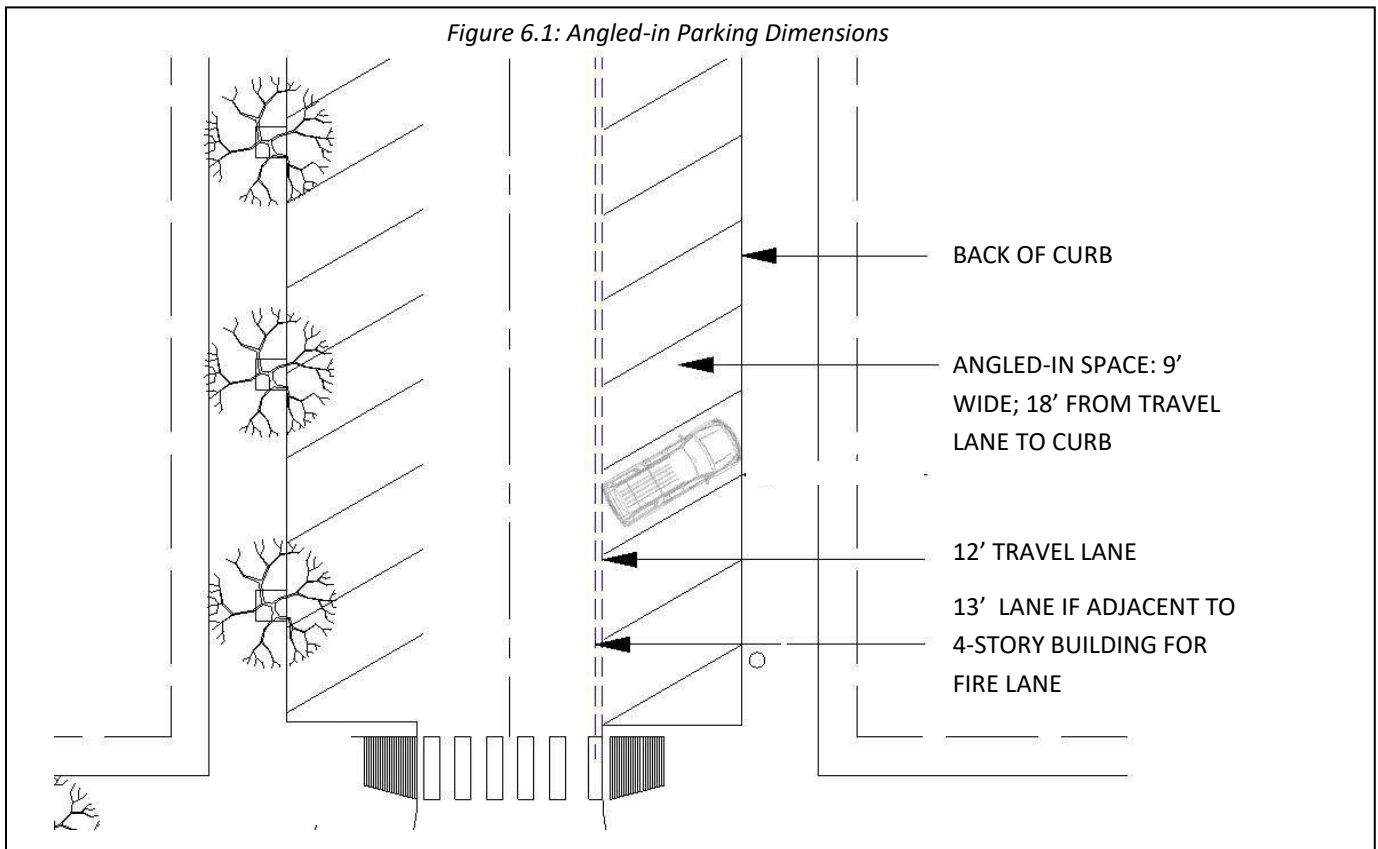 Figure 6.1: Angled-in Parking Dimensions
BACK OF CURB
ANGLED-IN SPACE: 9’
WIDE; 18’ FROM TRAVEL
LANE TO CURB
12’ TRAVEL LANE
13’ LANE IF ADJACENT TO
4-STORY BUILDING FOR
FIRE LANE